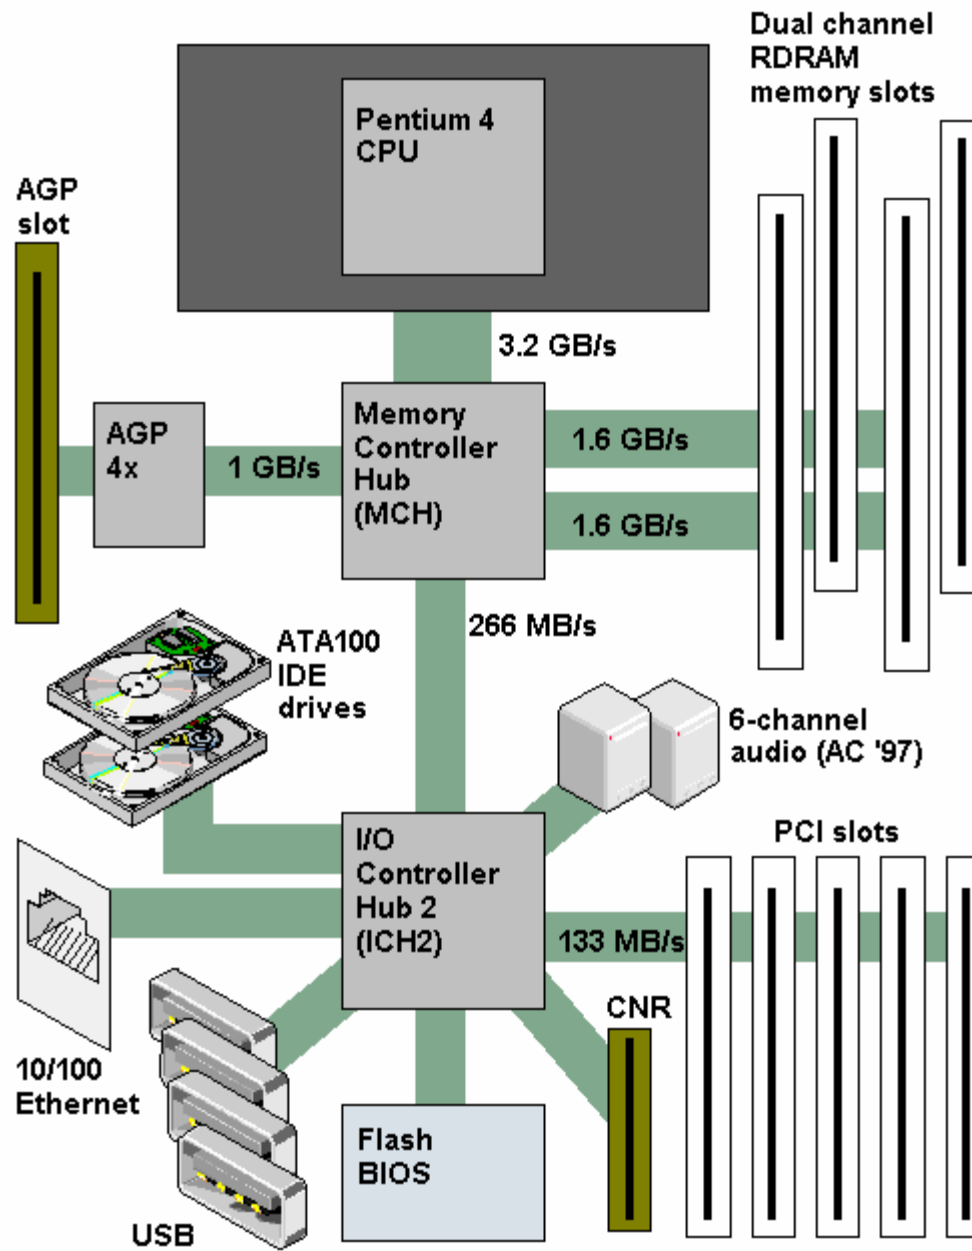 Dual channel
RDRAM
memory slots
Pentium 4
CPU
AGP
slot
3.2 GB/s
AGP
4x
1 GB/s
Memory
Controller
Hub
(MCH)
1.6 GB/s
1.6 GB/s
266 MB/s
ATA100
IDE
drives
6-channel
audio (AC '97)
I/O
Controller
Hub 2
(ICH2)
PCI slots
133 MB/s
CNR
10/100
Ethernet
Flash
BIOS
USB